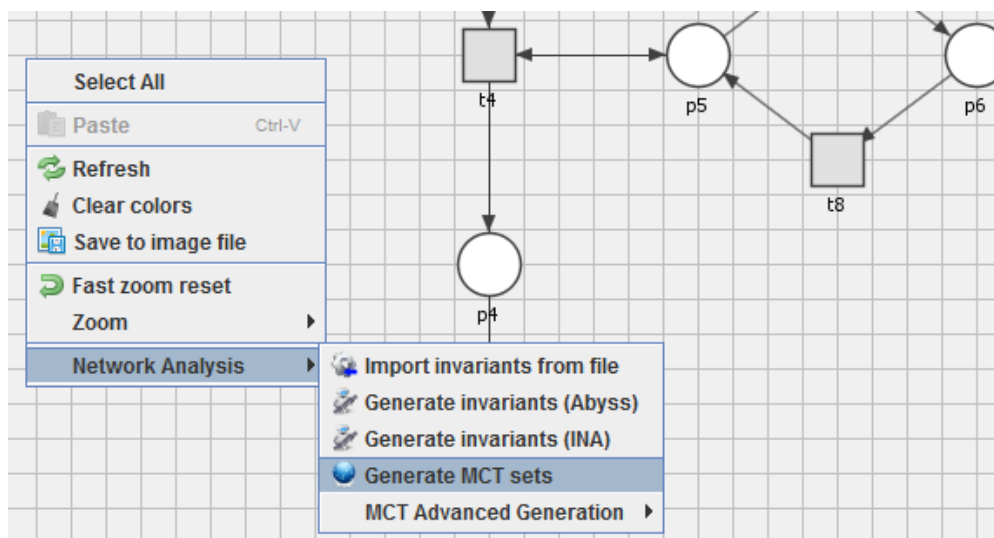 t4
p5
p6
t8
p4
Select All
Paste Ctrl-V
Refresh
Clear colors
Save to image file
Fast zoom reset
Zoom
Network Analysis
Import invariants from file
Generate invariants (Abyss)
Generate invariants (INA)
Generate MCT sets
MCT Advanced Generation